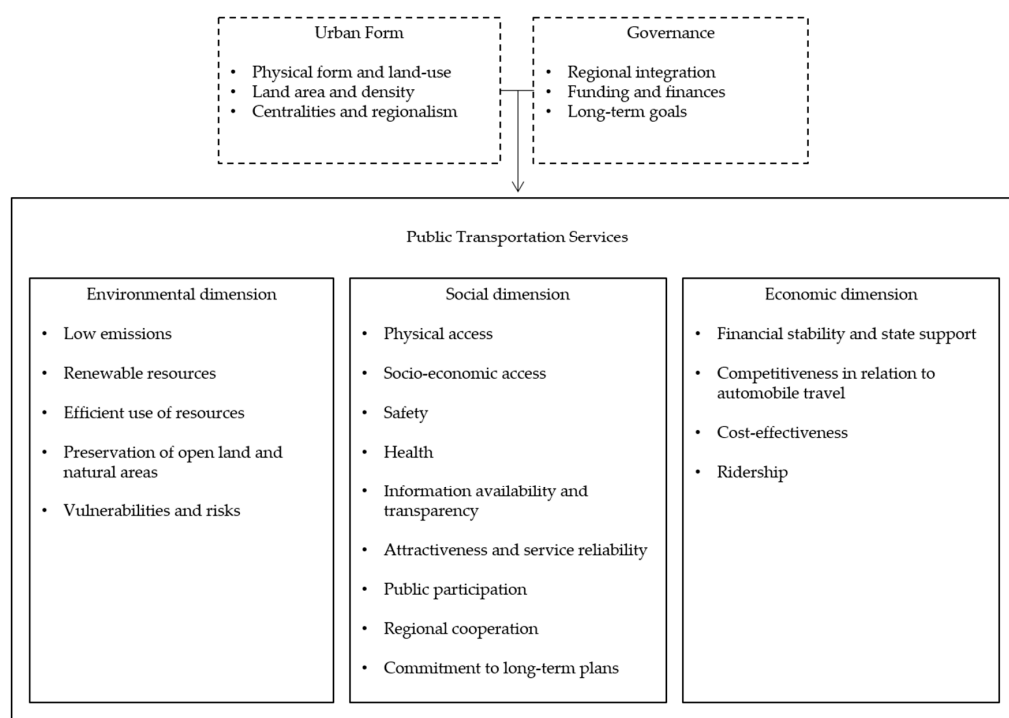 Urban Form
• Physical form and land-use
• Land area and density
• Centralities and regionalism
Governance
• Regional integration
• Funding and finances
• Long-term goals
Public Transportation Services
Environmental dimension
• Low emissions
• Renewable resources
• Efficient use of resources
• Preservation of open land and
natural areas
• Vulnerabilities and risks
Social dimension
• Physical access
• Socio-economic access
• Safety
• Health
• Information availability and
transparency
• Attractiveness and service reliability
• Public participation
• Regional cooperation
• Commitment to long-term plans
Economic dimension
• Financial stability and state support
• Competitiveness in relation to
automobile travel
• Cost-effectiveness
• Ridership